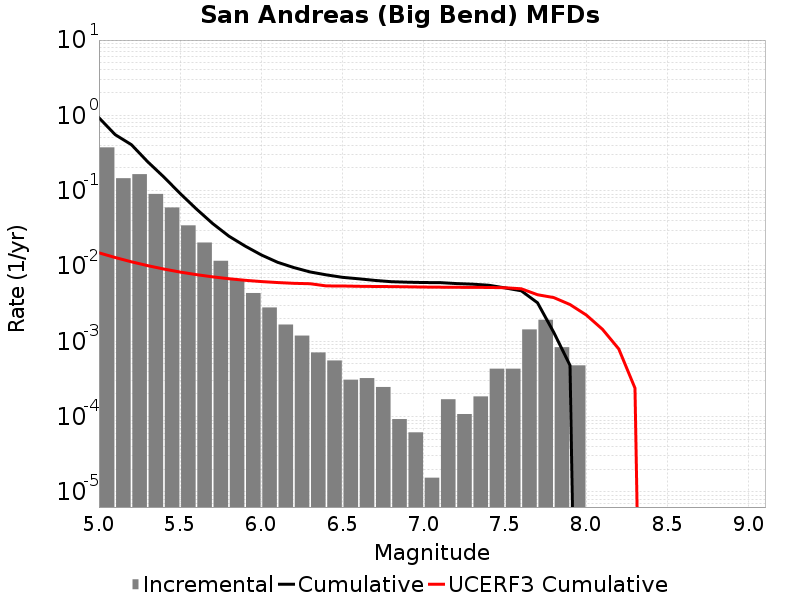 San Andreas (Big Bend) MFDs
10^1
10^0
10^-1
10^-2
10^-3
10^-4
10^-5
Rate (1/yr)
5.0 5.5 6.0 6.5 7.0 7.5 8.0 8.5 9.0
Magnitude
Incremental Cumulative UCERF3 Cumulative